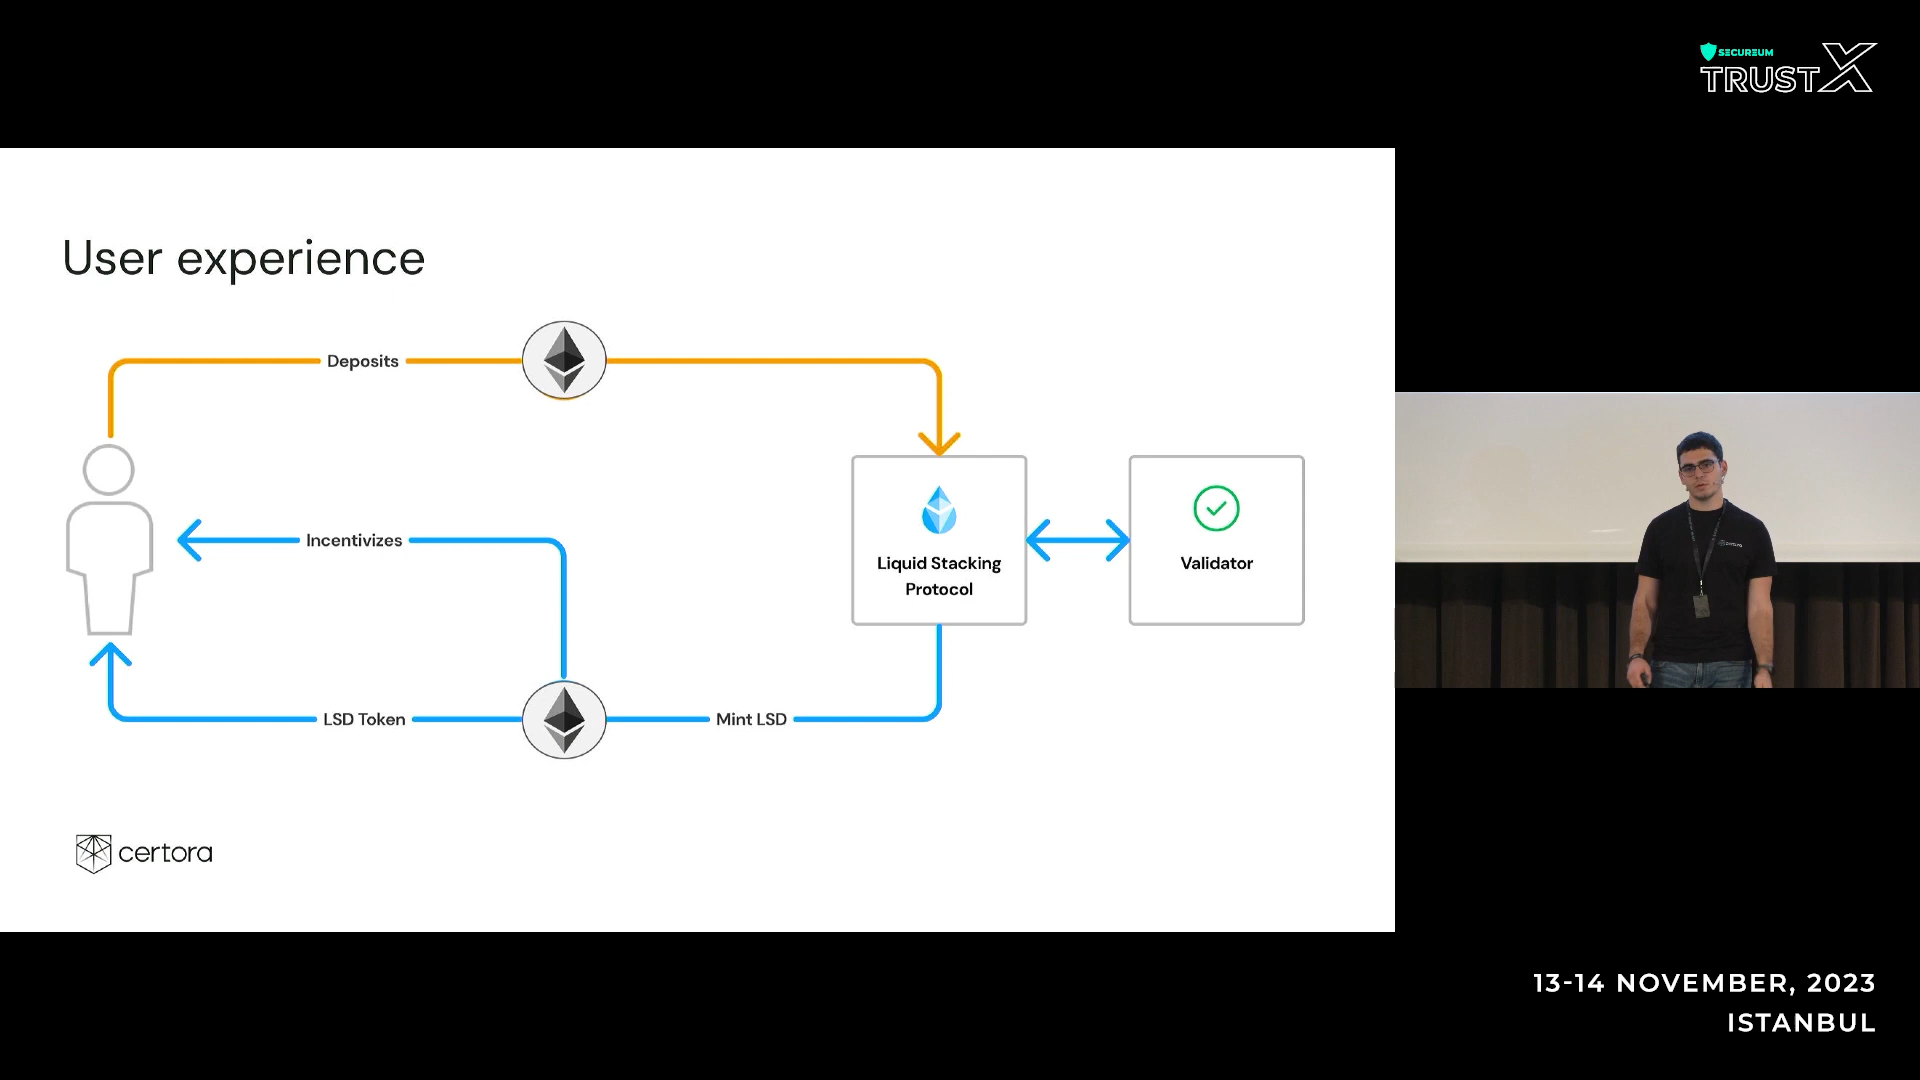 SECUREUM
TRUSTX
User experience
Deposits
Incentivizes
Liquid Stacking
Protocol
Validator
LSD Token
Mint LSD
certora
13-14 NOVEMBER, 2023
ISTANBUL